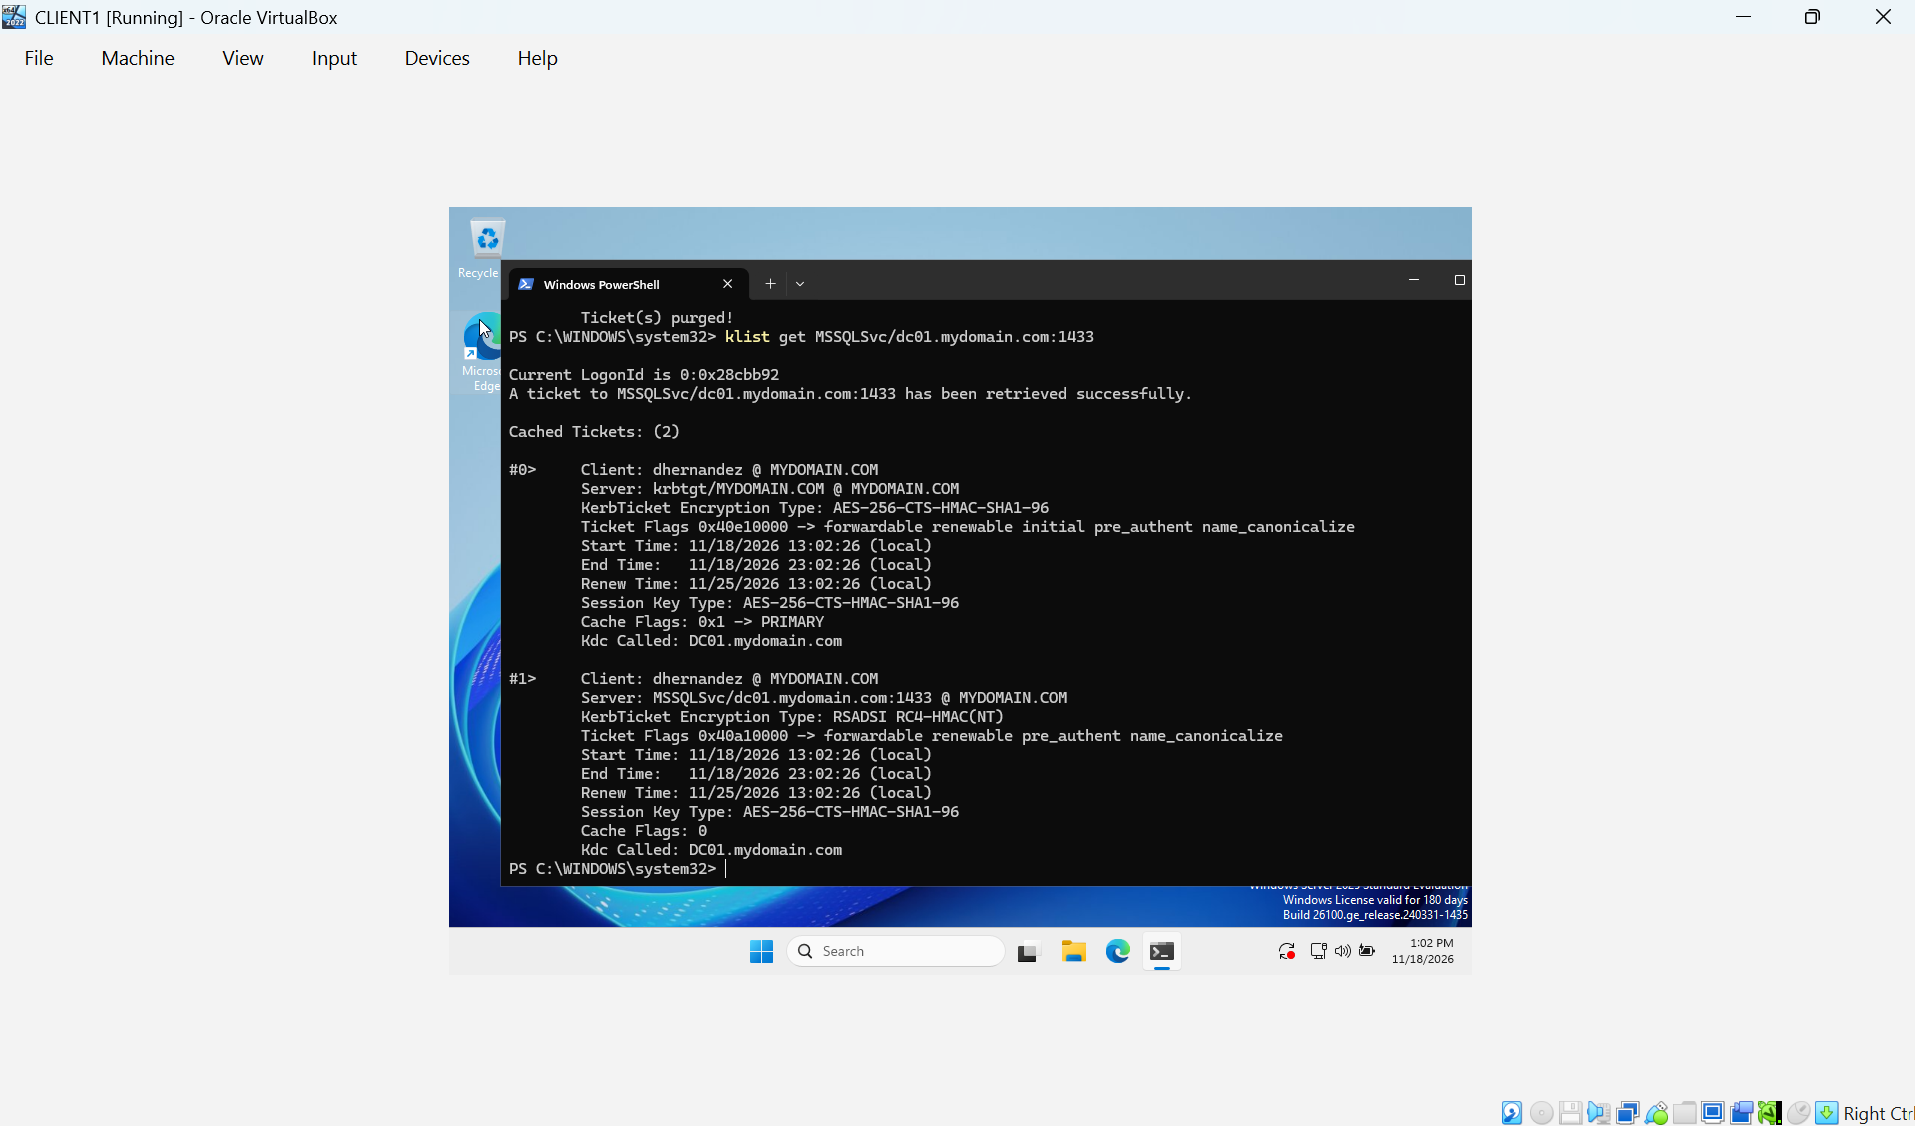 CLIENT1 [Running] - Oracle VirtualBox
File Machine View Input Devices Help
Recycle
Windows PowerShell
Micros
Edge
Ticket(s) purged!
PS C:\WINDOWS\system32> klist get MSSQLSvc/dc01.mydomain.com:1433
Current LogonId is 0:0x28cbb92
A ticket to MSSQLSvc/dc01.mydomain.com:1433 has been retrieved successfully.
Cached Tickets: (2)
#0> Client: dhernandez @ MYDOMAIN.COM
Server: krbtgt/MYDOMAIN.COM @ MYDOMAIN.COM
KerbTicket Encryption Type: AES-256-CTS-HMAC-SHA1-96
Ticket Flags 0x40e10000 -> forwardable renewable initial pre_authent name_canonicalize
Start Time: 11/18/2026 13:02:26 (local)
End Time: 11/18/2026 23:02:26 (local)
Renew Time: 11/25/2026 13:02:26 (local)
Session Key Type: AES-256-CTS-HMAC-SHA1-96
Cache Flags: 0x1 -> PRIMARY
Kdc Called: DC01.mydomain.com
#1> Client: dhernandez @ MYDOMAIN.COM
Server: MSSQLSvc/dc01.mydomain.com:1433 @ MYDOMAIN.COM
KerbTicket Encryption Type: RSADSI RC4-HMAC(NT)
Ticket Flags 0x40a10000 -> forwardable renewable pre_authent name_canonicalize
Start Time: 11/18/2026 13:02:26 (local)
End Time: 11/18/2026 23:02:26 (local)
Renew Time: 11/25/2026 13:02:26 (local)
Session Key Type: AES-256-CTS-HMAC-SHA1-96
Cache Flags: 0
Kdc Called: DC01.mydomain.com
PS C:\WINDOWS\system32>
Windows Server 2025 Standard Evaluation
Windows License valid for 180 days
Build 26100.ge_release.240331-1435
Search
1:02 PM
11/18/2026
Right Ctrl